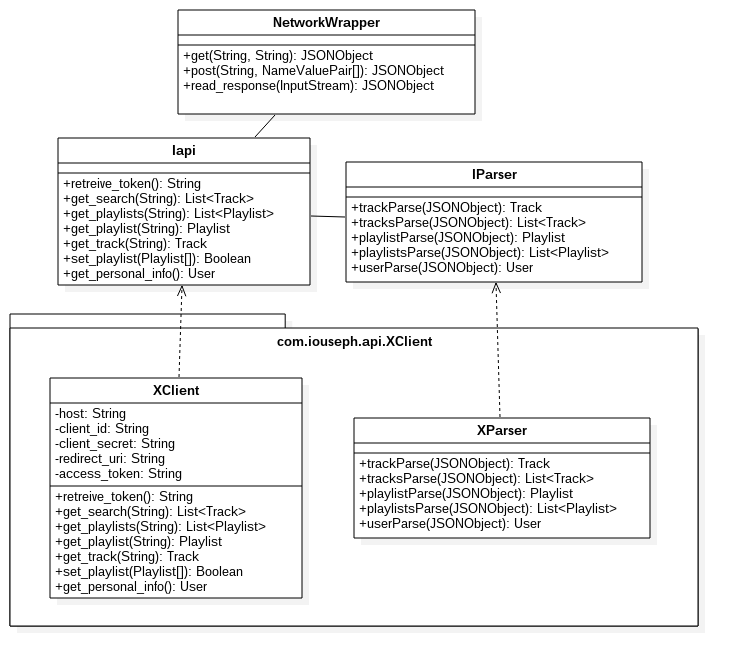 NetworkWrapper
+get(String, String): JSONObject
+post(String, NameValuePair[]): JSONObject
+read_response(InputStream): JSONObject
Iapi
+retreive_token(): String
+get_search(String): List<Track>
+get_playlists(String): List<Playlist>
+get_playlist(String): Playlist
+get_track(String): Track
+set_playlist(Playlist[]): Boolean
+get_personal_info(): User
IParser
+trackParse(JSONObject): Track
+tracksParse(JSONObject): List<Track>
+playlistParse(JSONObject): Playlist
+playlistsParse(JSONObject): List<Playlist>
+userParse(JSONObject): User
com.iouseph.api.XClient
XClient
-host: String
-client_id: String
-client_secret: String
-redirect_uri: String
-access_token: String
+retreive_token(): String
+get_search(String): List<Track>
+get_playlists(String): List<Playlist>
+get_playlist(String): Playlist
+get_track(String): Track
+set_playlist(Playlist[]): Boolean
+get_personal_info(): User
XParser
+trackParse(JSONObject): Track
+tracksParse(JSONObject): List<Track>
+playlistParse(JSONObject): Playlist
+playlistsParse(JSONObject): List<Playlist>
+userParse(JSONObject): User